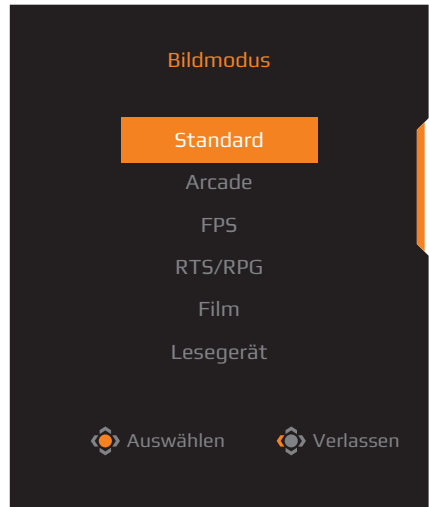 Bildmodus
Standard
Arcade
FPS
RTS/RPG
Film
Lesegerät
Auswählen Verlassen